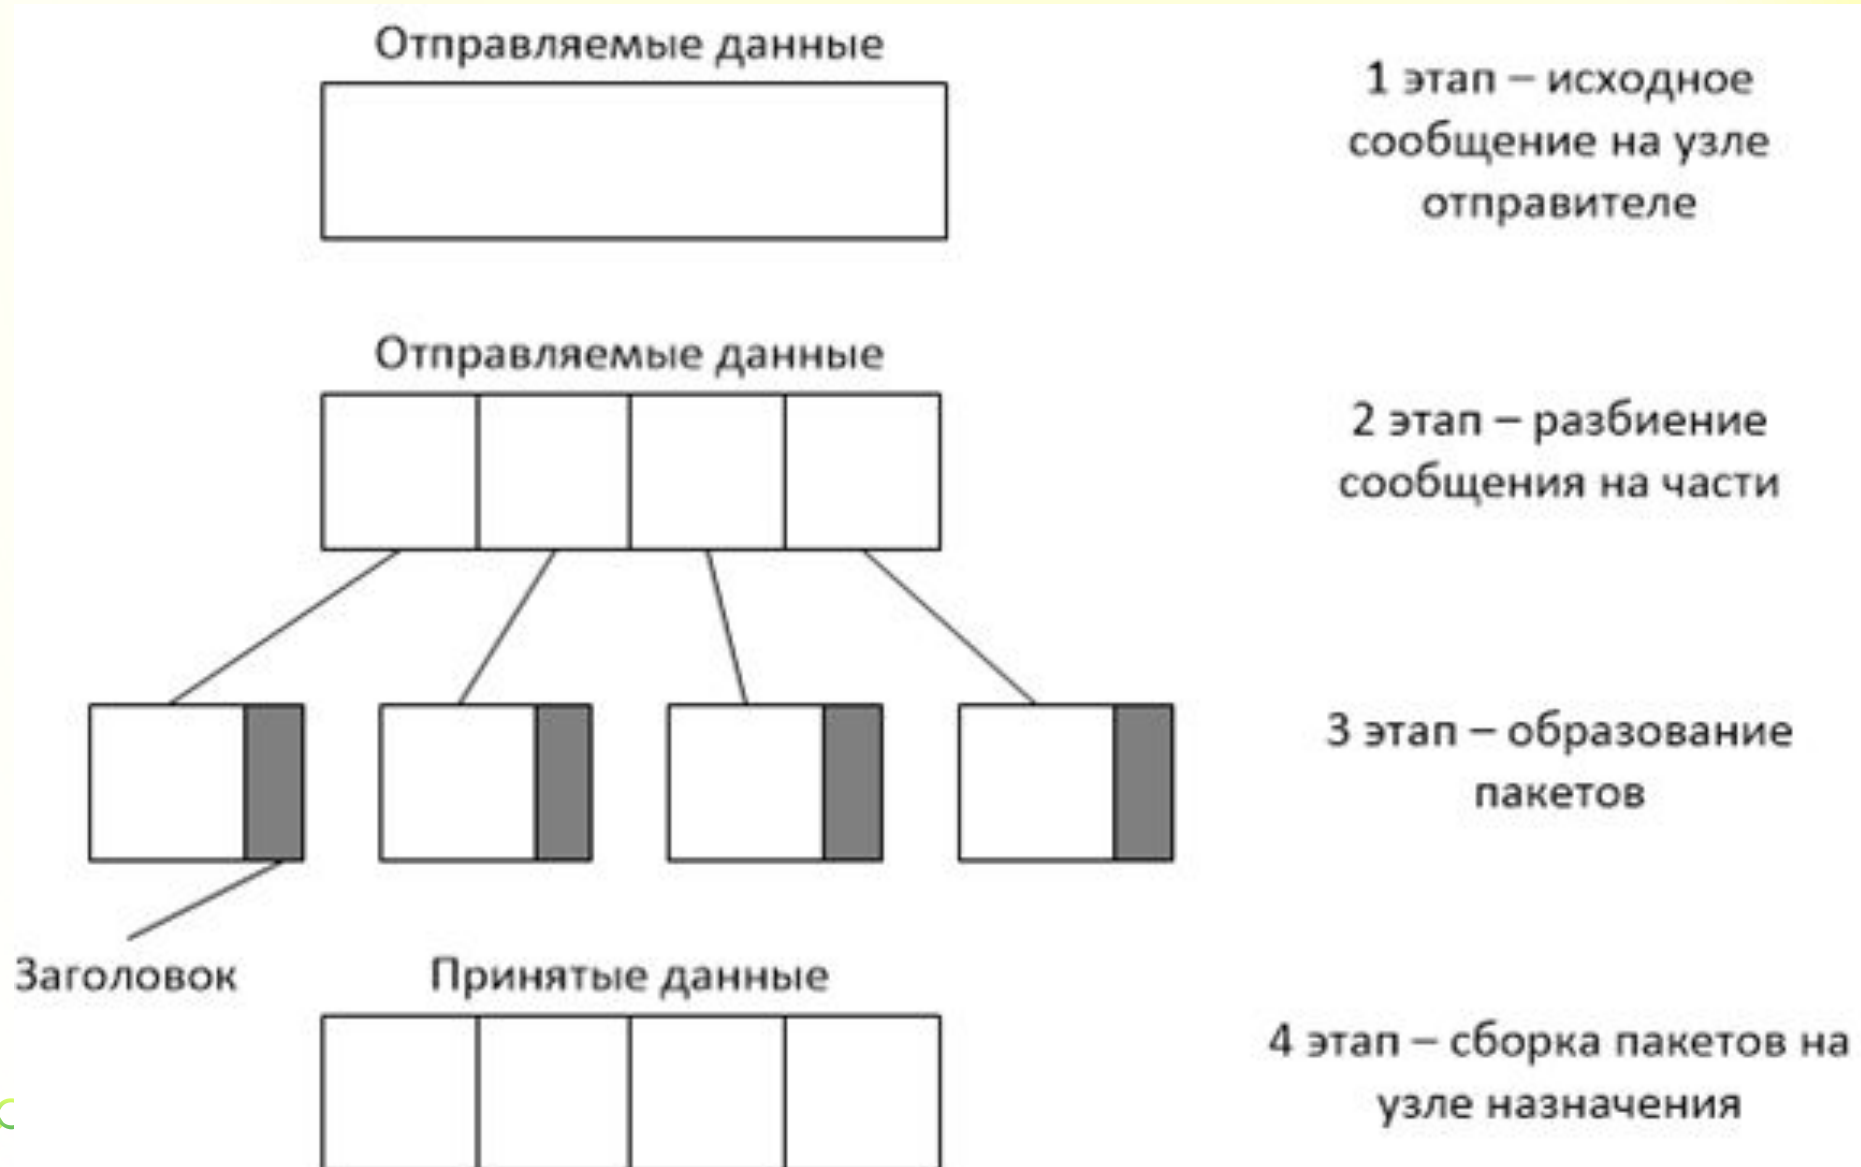 Отправляемые данные
1 этап – исходное
сообщение на узле
отправителе
Отправляемые данные
2 этап – разбиение
сообщения на части
3 этап – образование
пакетов
Заголовок
Принятые данные
4 этап – сборка пакетов на
узле назначения